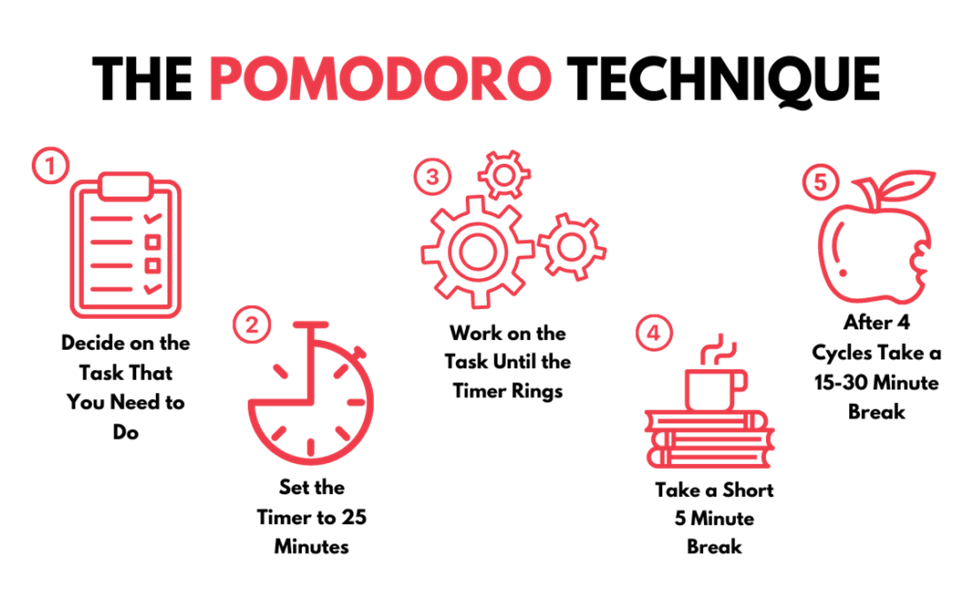 THE POMODORO TECHNIQUE
1
Decide on the
Task That
You Need to
Do
2
Set the
Timer to 25
Minutes
3
Work on the
Task Until the
Timer Rings
4
Take a Short
5 Minute
Break
5
After 4
Cycles Take a
15-30 Minute
Break